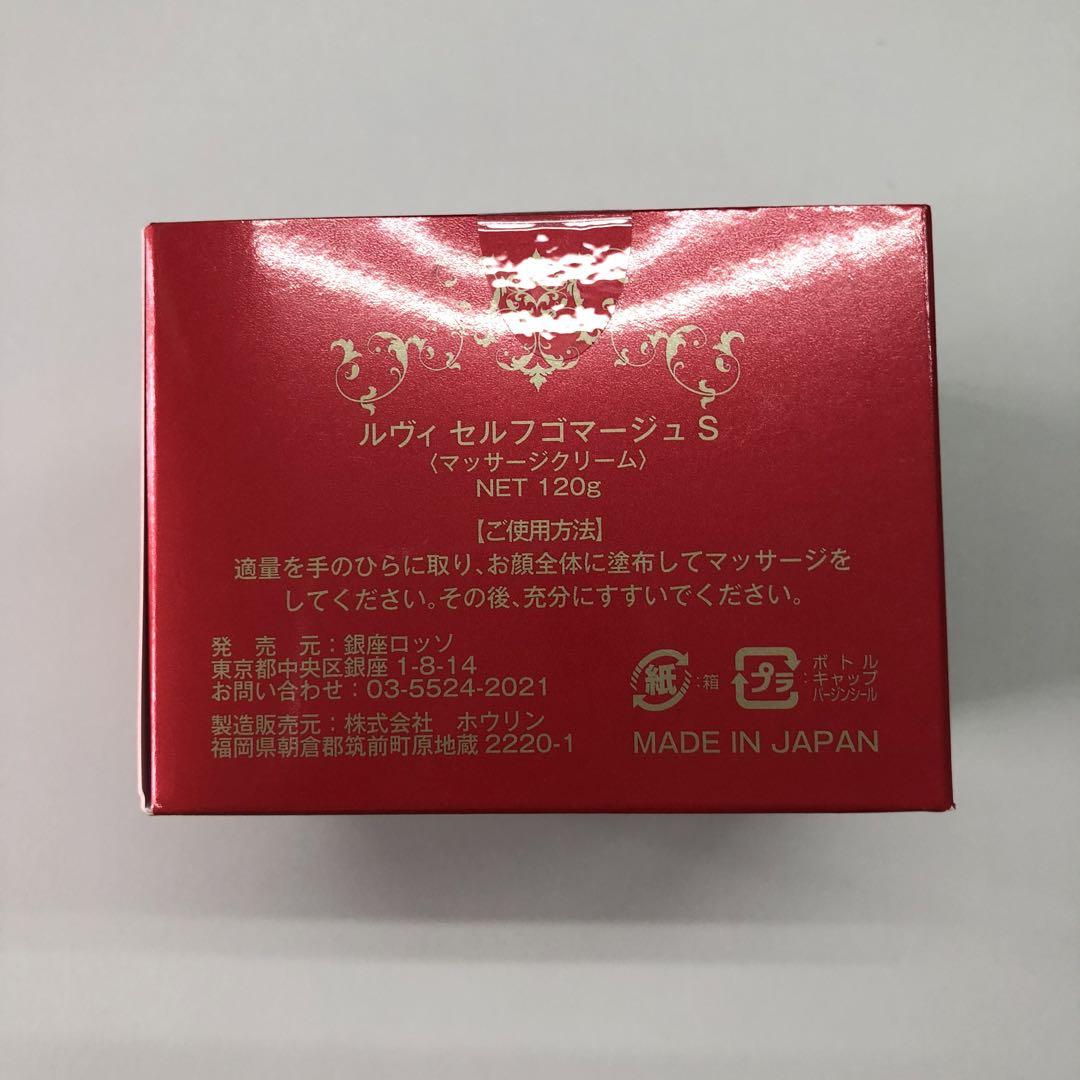 ルヴィ セルフゴマージュ S
〈マッサージクリーム〉
NET 120g
【ご使用方法】
適量を手のひらに取り、お顔全体に塗布してマッサージを
してください。その後、充分にすすいでください。
発売元：銀座ロッソ
東京都中央区銀座 1-8-14
お問い合わせ：03-5524-2021
製造販売元：株式会社 ホウリン
福岡県朝倉郡筑前町原地蔵 2220-1
紙：箱
プラ：ボトル
キャップ
バージンシール
MADE IN JAPAN